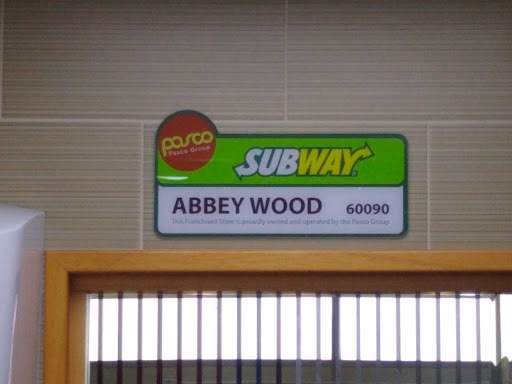 pasco
Pasco Group
SUBWAY
ABBEY WOOD 60090
This Franchised Store is proudly owned and operated by the Pasco Group